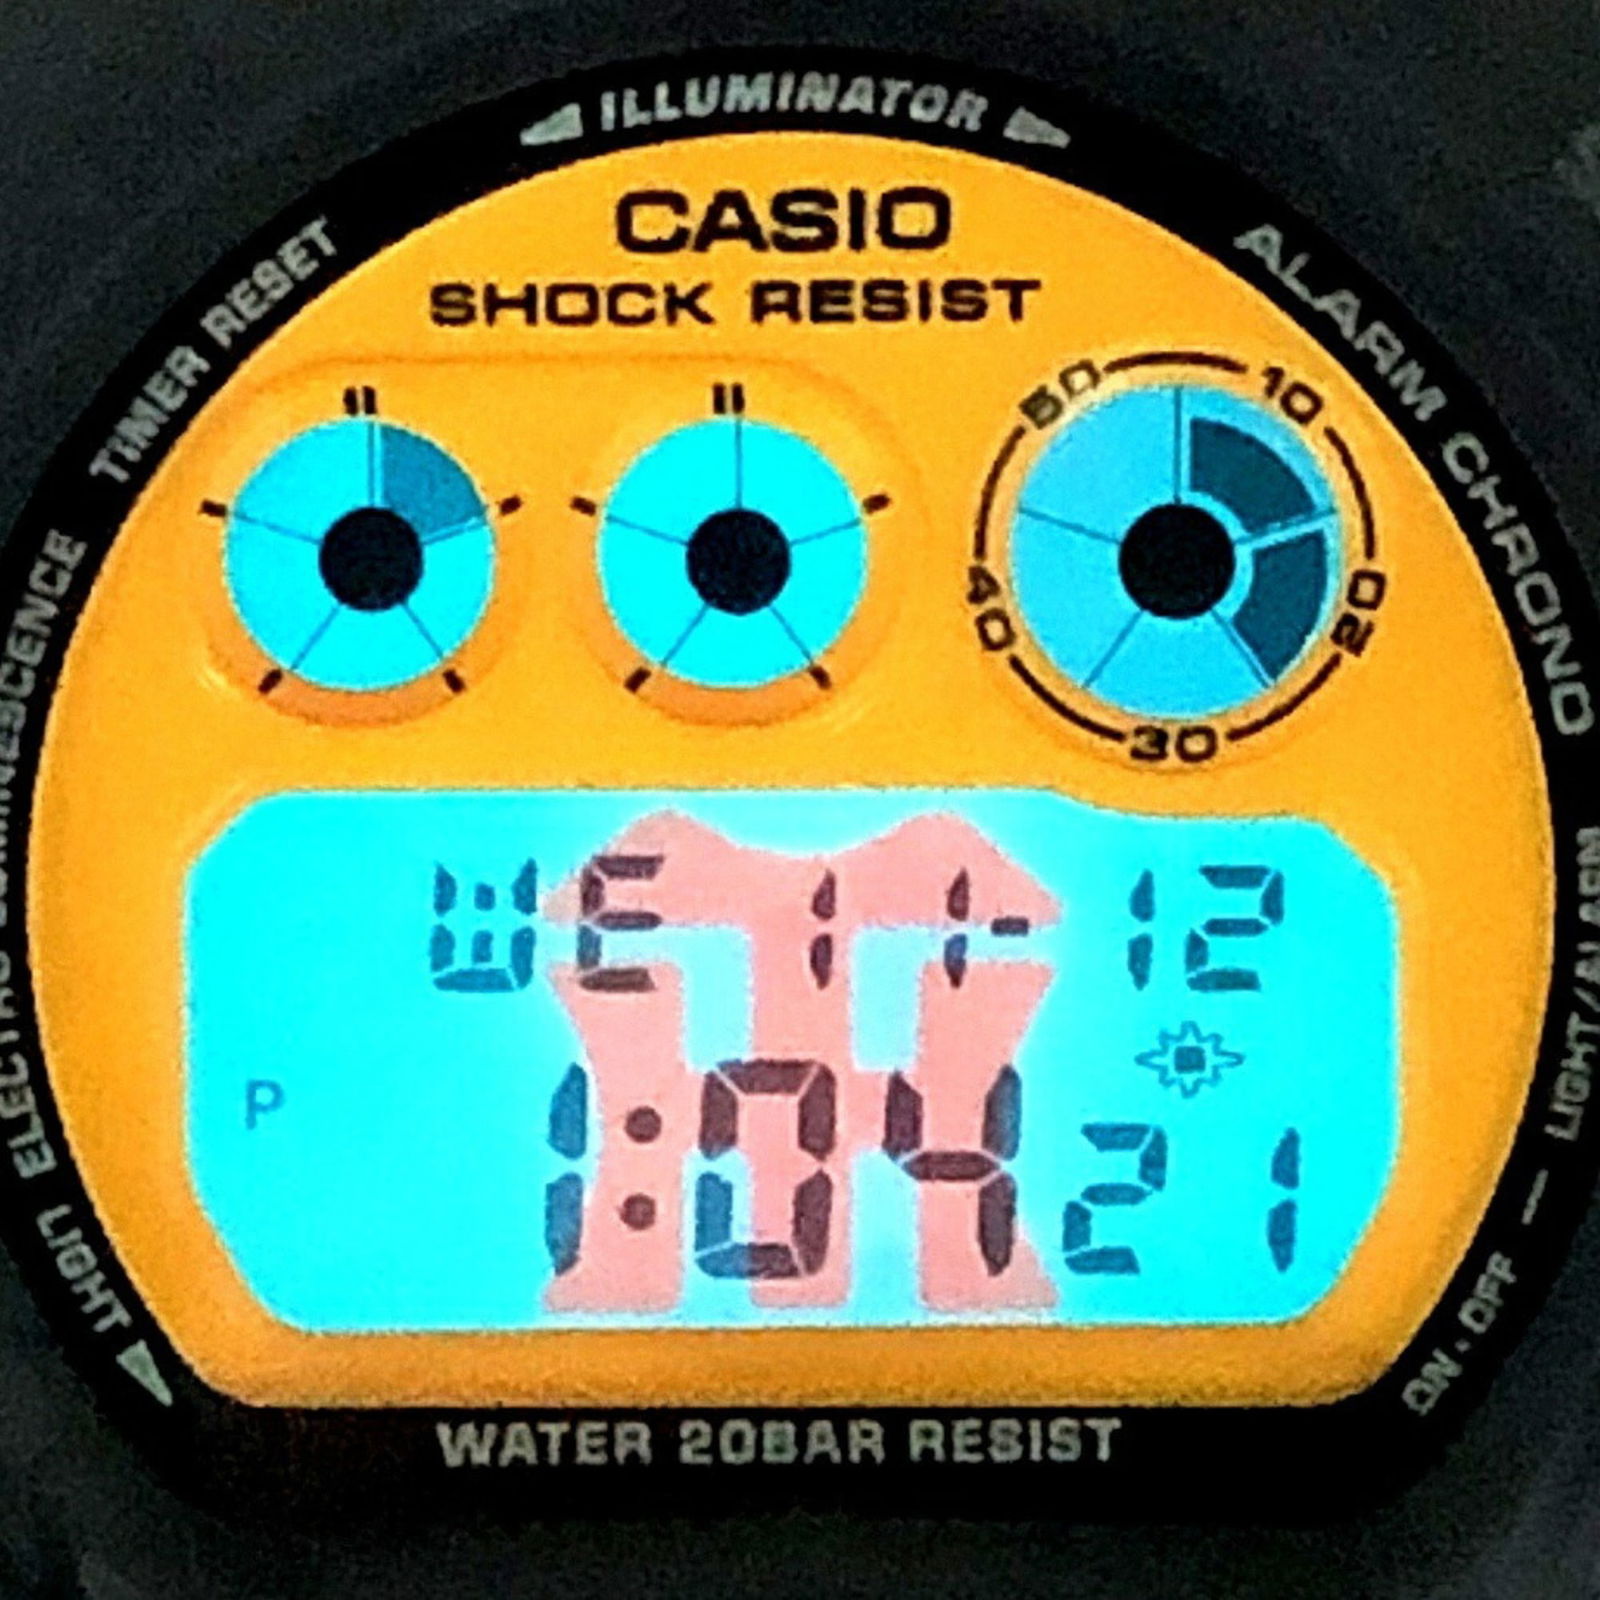 ILLUMINATOR
CASIO
SHOCK RESIST
TIMER RESET
ALARM CHRONO
50
10
40
20
30
WE 11-12
P 1:04 21
LIGHT ELECTRO LUMINESCENCE
LIGHT/ALARM
ON·OFF
WATER 20BAR RESIST